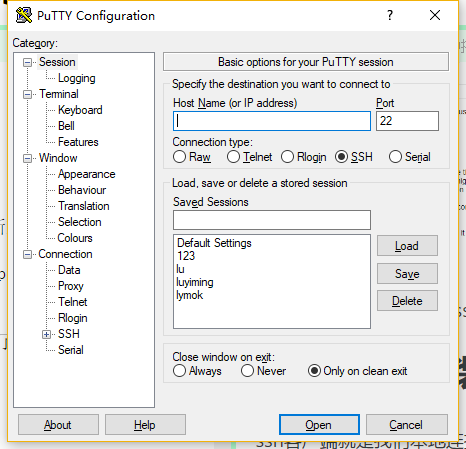 PuTTY Configuration
Category:
Session
Logging
Terminal
Keyboard
Bell
Features
Window
Appearance
Behaviour
Translation
Selection
Colours
Connection
Data
Proxy
Telnet
Rlogin
SSH
Serial
Basic options for your PuTTY session
Specify the destination you want to connect to
Host Name (or IP address) Port
22
Connection type:
Raw Telnet Rlogin SSH Serial
Load, save or delete a stored session
Saved Sessions
Default Settings
123
lu
luyiming
lymok
Load
Save
Delete
Close window on exit:
Always Never Only on clean exit
About Help Open Cancel